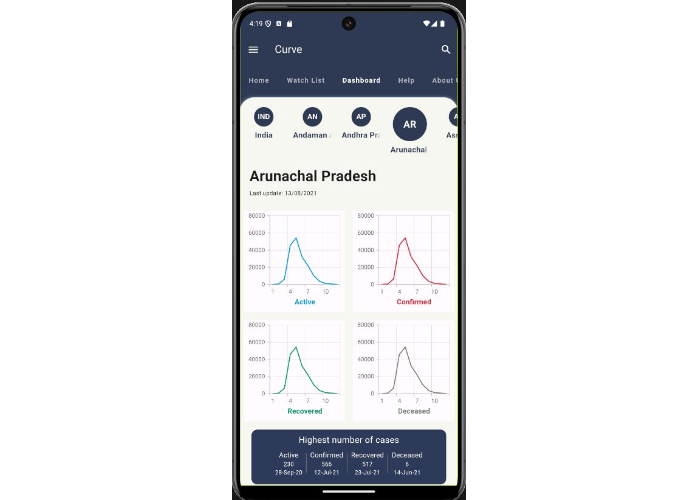 4:19
Curve
Home Watch List Dashboard Help About
IND AN AP AR
India Andaman Andhra Pr Arunachal As
Arunachal Pradesh
Last update: 13/08/2021
80000 80000
60000 60000
40000 40000
20000 20000
0 0
1 4 7 10 1 4 7 10
Active Confirmed
80000 80000
60000 60000
40000 40000
20000 20000
0 0
1 4 7 10 1 4 7 10
Recovered Deceased
Highest number of cases
Active Confirmed Recovered Deceased
230 566 517 6
28-Sep-20 12-Jul-21 23-Jul-21 14-Jun-21